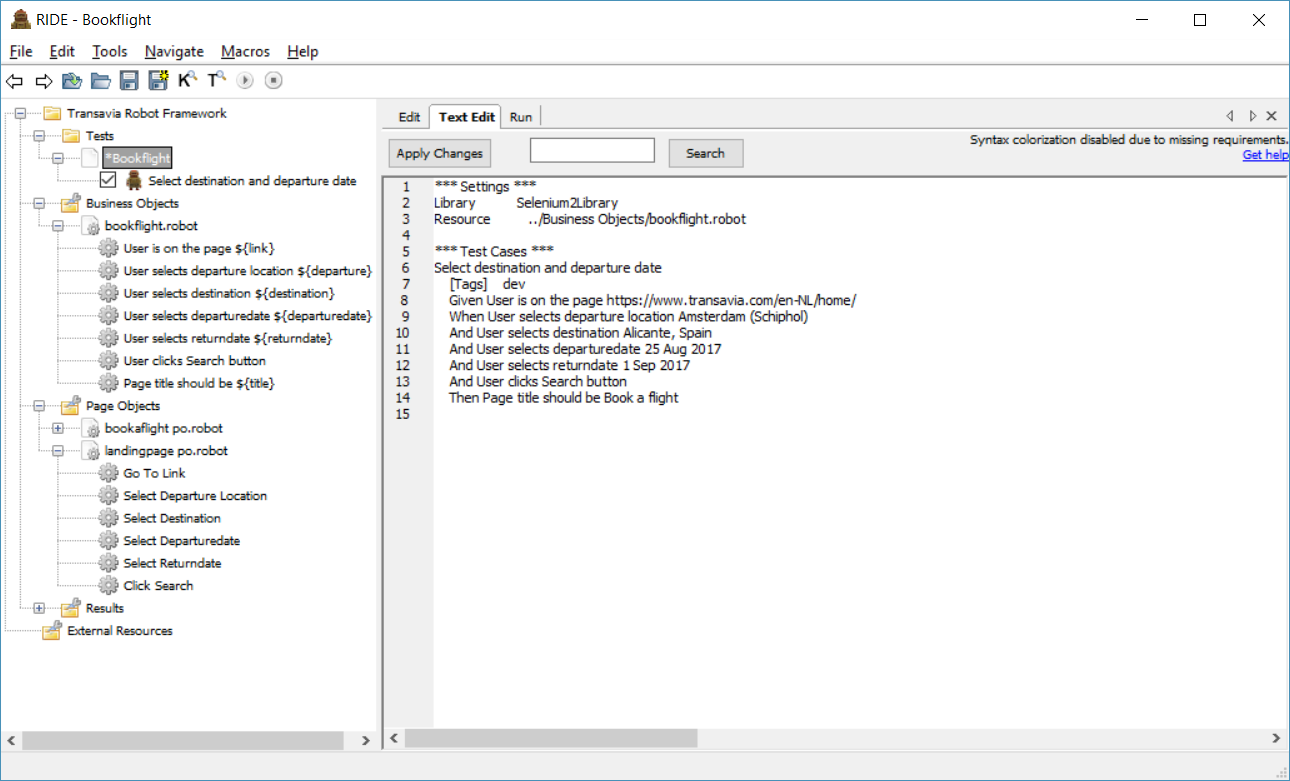 RIDE - Bookflight
File Edit Tools Navigate Macros Help
K T
Transavia Robot Framework
Tests
*Bookflight
Select destination and departure date
Business Objects
bookflight.robot
User is on the page ${link}
User selects departure location ${departure}
User selects destination ${destination}
User selects departuredate ${departuredate}
User selects returndate ${returndate}
User clicks Search button
Page title should be ${title}
Page Objects
bookaflight po.robot
landingpage po.robot
Go To Link
Select Departure Location
Select Destination
Select Departuredate
Select Returndate
Click Search
Results
External Resources
Edit Text Edit Run
Apply Changes Search
Syntax colorization disabled due to missing requirements.
Get help
1 *** Settings ***
2 Library Selenium2Library
3 Resource ../Business Objects/bookflight.robot
4
5 *** Test Cases ***
6 Select destination and departure date
7 [Tags] dev
8 Given User is on the page https://www.transavia.com/en-NL/home/
9 When User selects departure location Amsterdam (Schiphol)
10 And User selects destination Alicante, Spain
11 And User selects departuredate 25 Aug 2017
12 And User selects returndate 1 Sep 2017
13 And User clicks Search button
14 Then Page title should be Book a flight
15